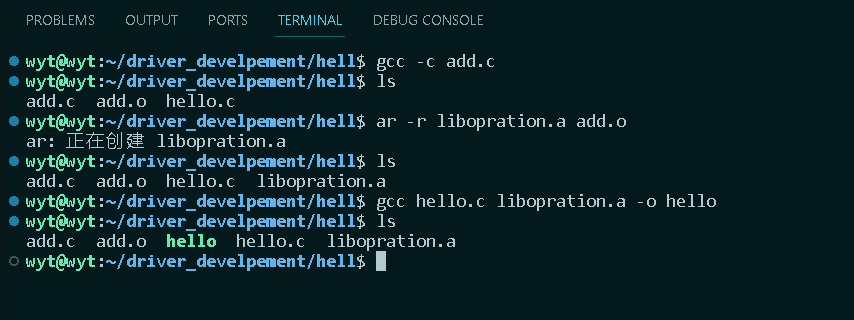 PROBLEMS OUTPUT PORTS TERMINAL DEBUG CONSOLE
wyt@wyt:~/driver_develpement/hell$ gcc -c add.c
wyt@wyt:~/driver_develpement/hell$ ls
add.c add.o hello.c
wyt@wyt:~/driver_develpement/hell$ ar -r libopration.a add.o
ar: 正在创建 libopration.a
wyt@wyt:~/driver_develpement/hell$ ls
add.c add.o hello.c libopration.a
wyt@wyt:~/driver_develpement/hell$ gcc hello.c libopration.a -o hello
wyt@wyt:~/driver_develpement/hell$ ls
add.c add.o hello hello.c libopration.a
wyt@wyt:~/driver_develpement/hell$